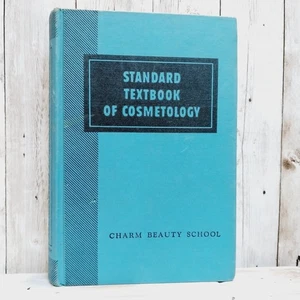 STANDARD
TEXTBOOK
OF COSMETOLOGY
CHARM BEAUTY SCHOOL